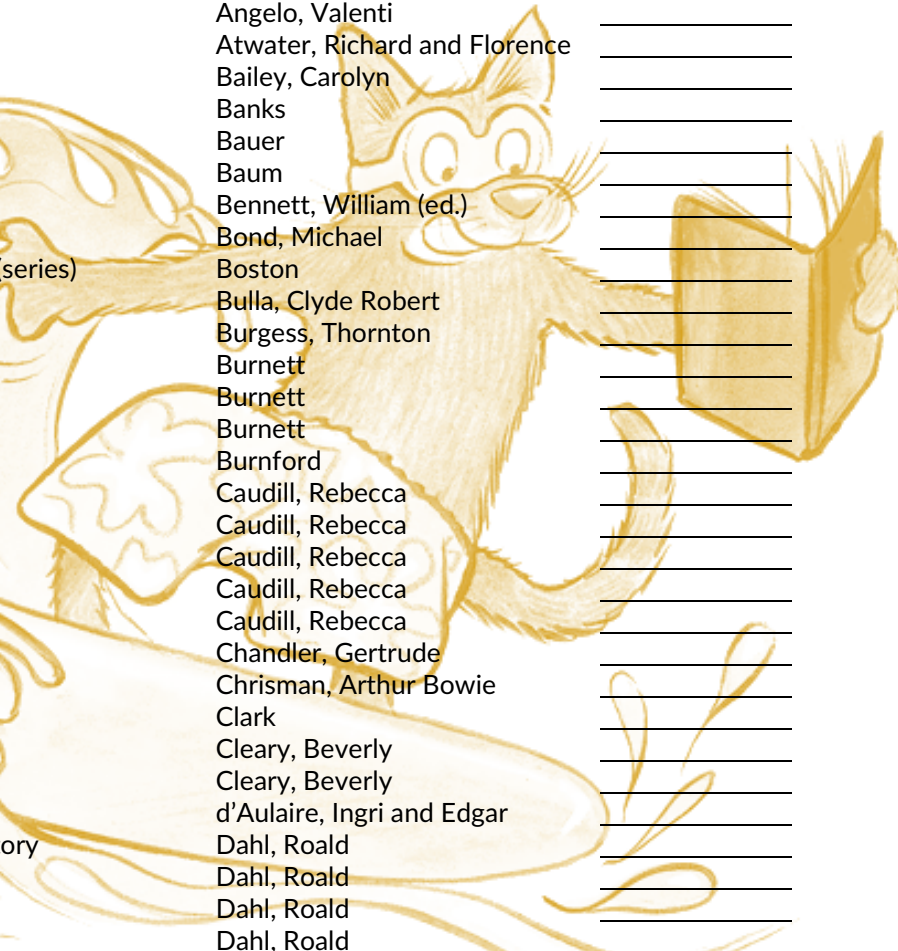 Angelo, Valenti
Atwater, Richard and Florence
Bailey, Carolyn
Banks
Bauer
Baum
Bennett, William (ed.)
Bond, Michael
(series) Boston
Bulla, Clyde Robert
Burgess, Thornton
Burnett
Burnett
Burnett
Burnford
Caudill, Rebecca
Caudill, Rebecca
Caudill, Rebecca
Caudill, Rebecca
Caudill, Rebecca
Chandler, Gertrude
Chrisman, Arthur Bowie
Clark
Cleary, Beverly
Cleary, Beverly
d’Aulaire, Ingri and Edgar
tory Dahl, Roald
Dahl, Roald
Dahl, Roald
Dahl, Roald